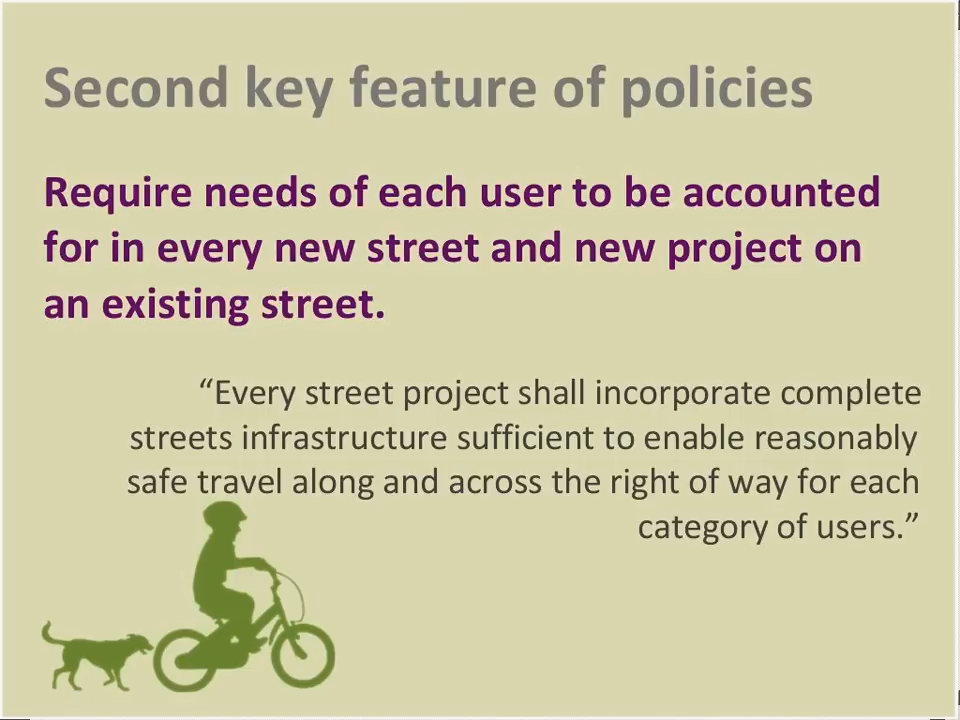 Second key feature of policies
Require needs of each user to be accounted
for in every new street and new project on
an existing street.
“Every street project shall incorporate complete
streets infrastructure sufficient to enable reasonably
safe travel along and across the right of way for each
category of users.”